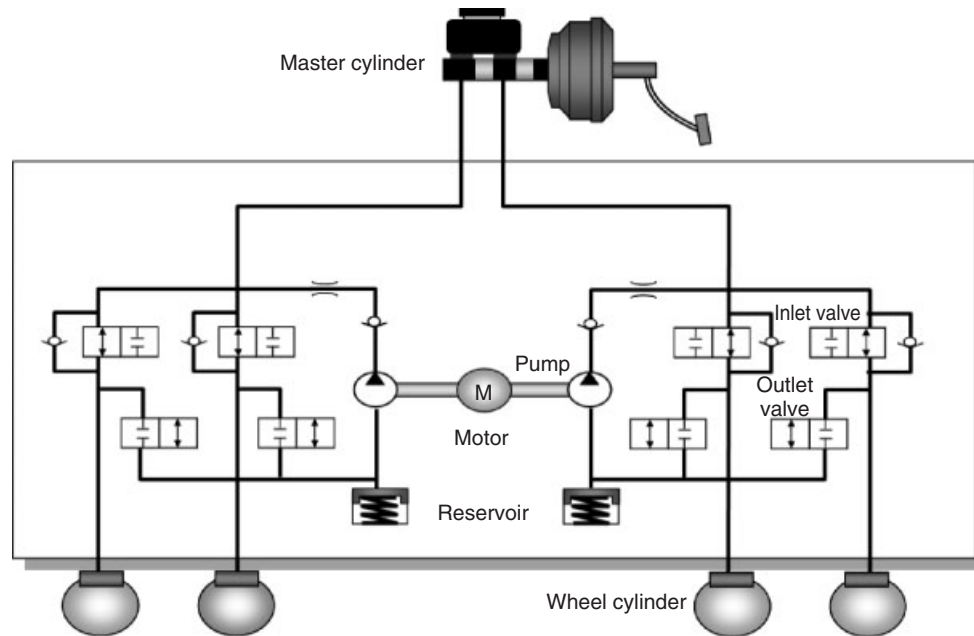 Master cylinder
Inlet valve
Pump
Outlet
valve
M
Motor
Reservoir
Wheel cylinder